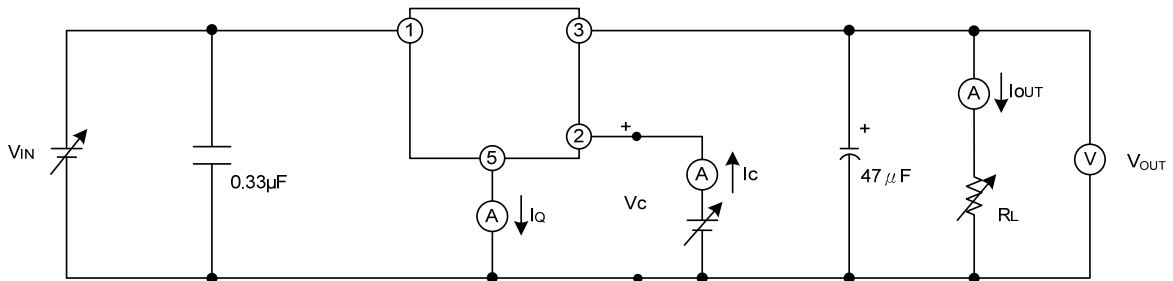 1
3
A
IOUT
VIN
0.33μF
2
+
5
A
IQ
VC
A
IC
+
47μF
RL
V
VOUT